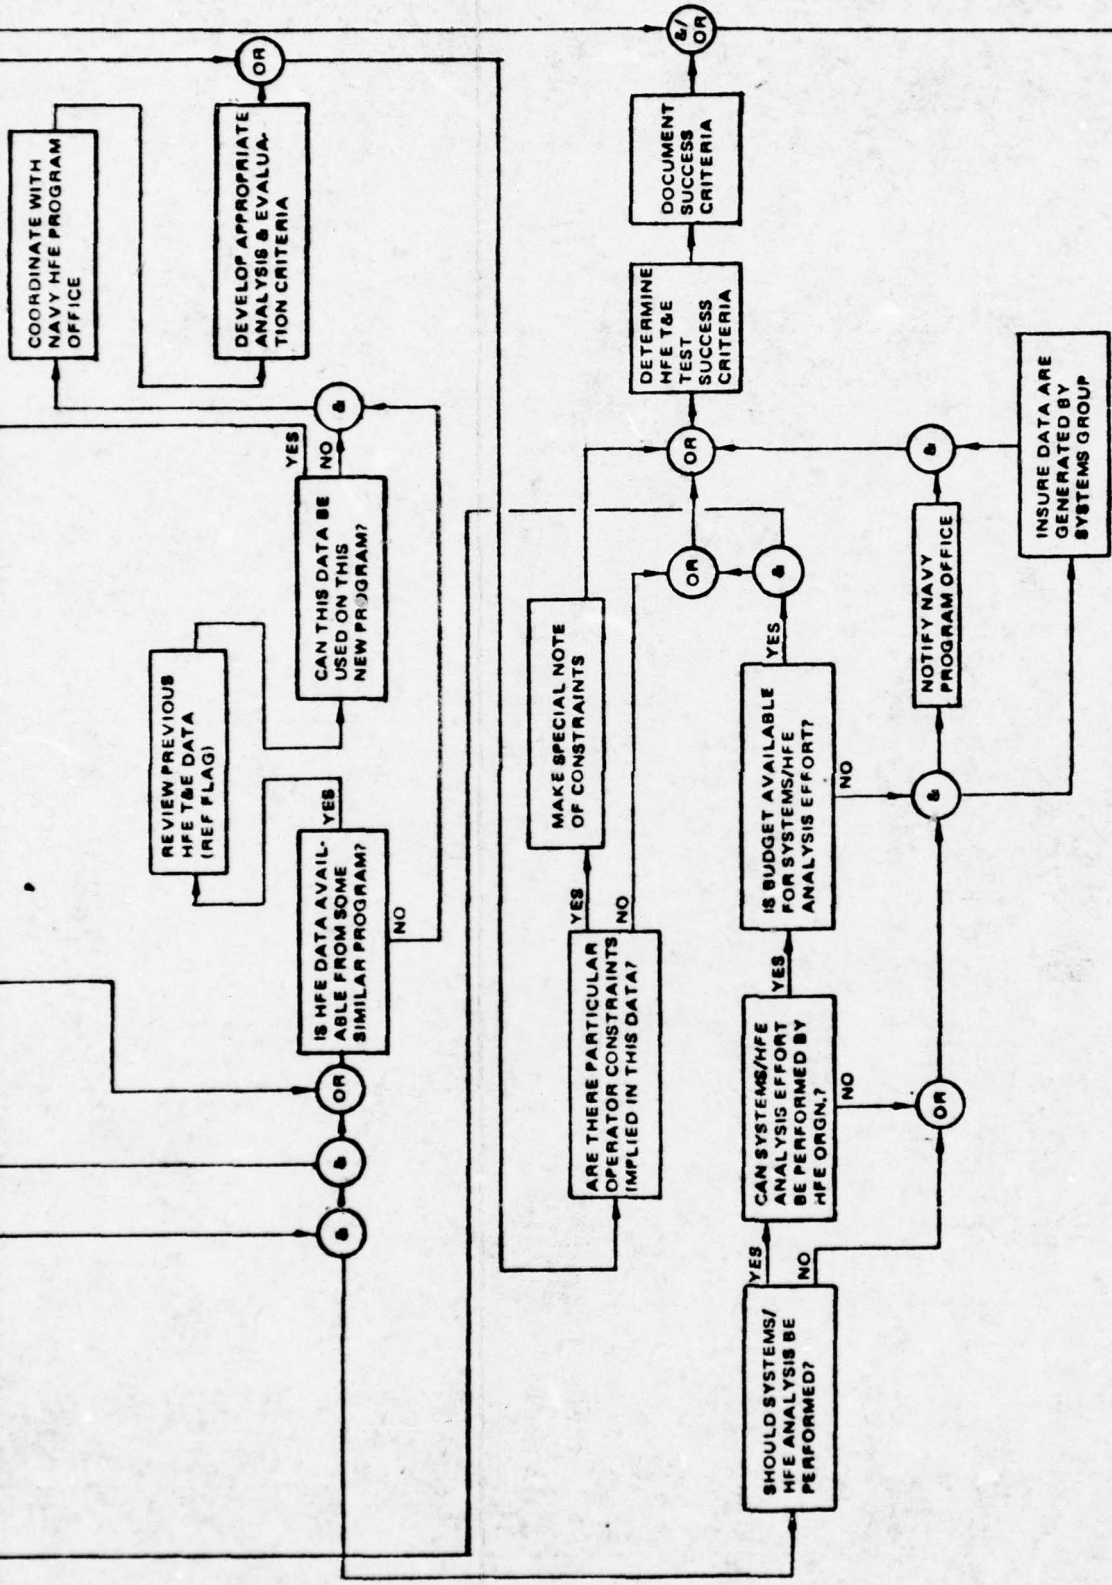 COORDINATE WITH
NAVY HFE PROGRAM
OFFICE
REVIEW PREVIOUS
HFE T&E DATA
(REF FLAG)
DEVELOP APPROPRIATE
ANALYSIS & EVALUA-
TION CRITERIA
OR
IS HFE DATA AVAIL-
ABLE FROM SOME
SIMILAR PROGRAM?
YES
NO
CAN THIS DATA BE
USED ON THIS
NEW PROGRAM?
YES
NO
&
&
&
OR
ARE THERE PARTICULAR
OPERATOR CONSTRAINTS
IMPLIED IN THIS DATA?
YES
NO
MAKE SPECIAL NOTE
OF CONSTRAINTS
OR
OR
DETERMINE
HFE T&E
TEST
SUCCESS
CRITERIA
DOCUMENT
SUCCESS
CRITERIA
&/
OR
SHOULD SYSTEMS/
HFE ANALYSIS BE
PERFORMED?
YES
NO
CAN SYSTEMS/HFE
ANALYSIS EFFORT
BE PERFORMED BY
HFE ORGN.?
YES
NO
IS BUDGET AVAILABLE
FOR SYSTEMS/HFE
ANALYSIS EFFORT?
YES
NO
&
OR
&
NOTIFY NAVY
PROGRAM OFFICE
&
INSURE DATA ARE
GENERATED BY
SYSTEMS GROUP